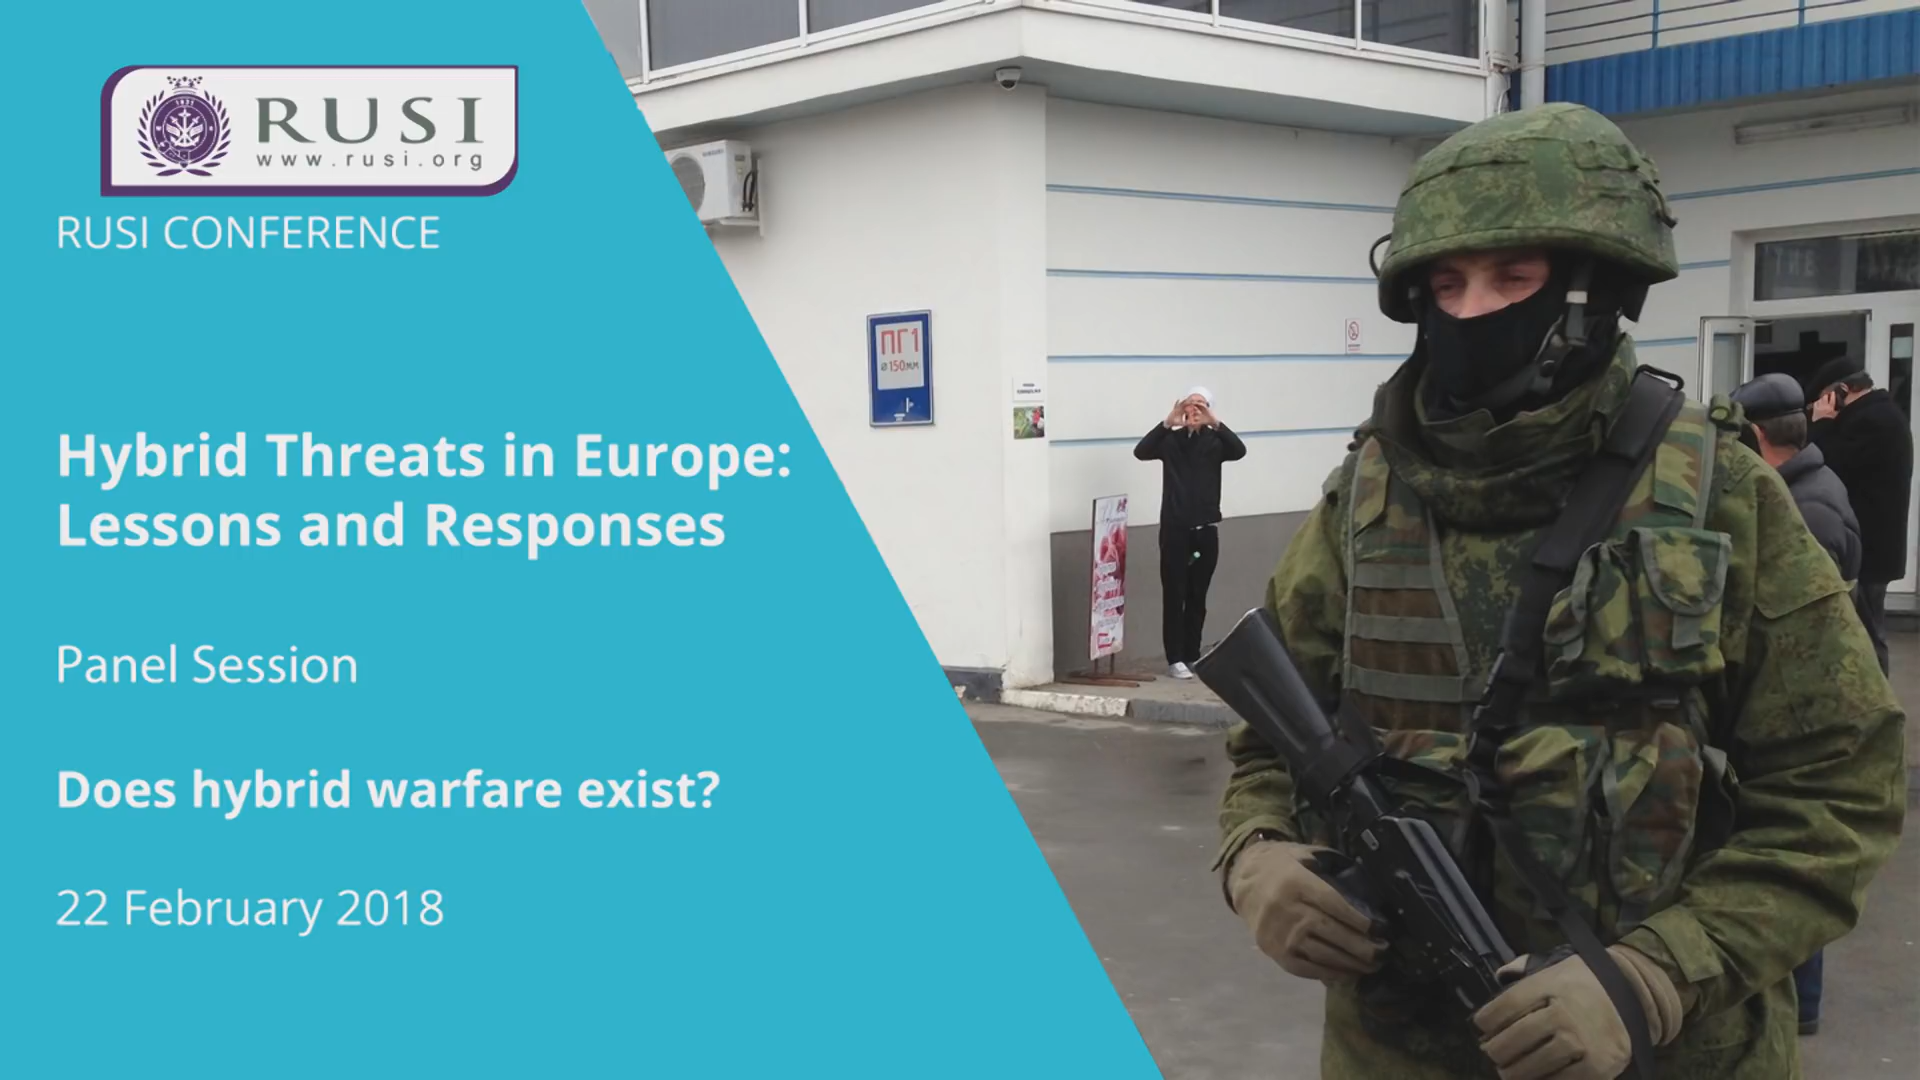 RUSI
www.rusi.org
RUSI CONFERENCE
Hybrid Threats in Europe:
Lessons and Responses
Panel Session
Does hybrid warfare exist?
22 February 2018
ПГ1
150мм